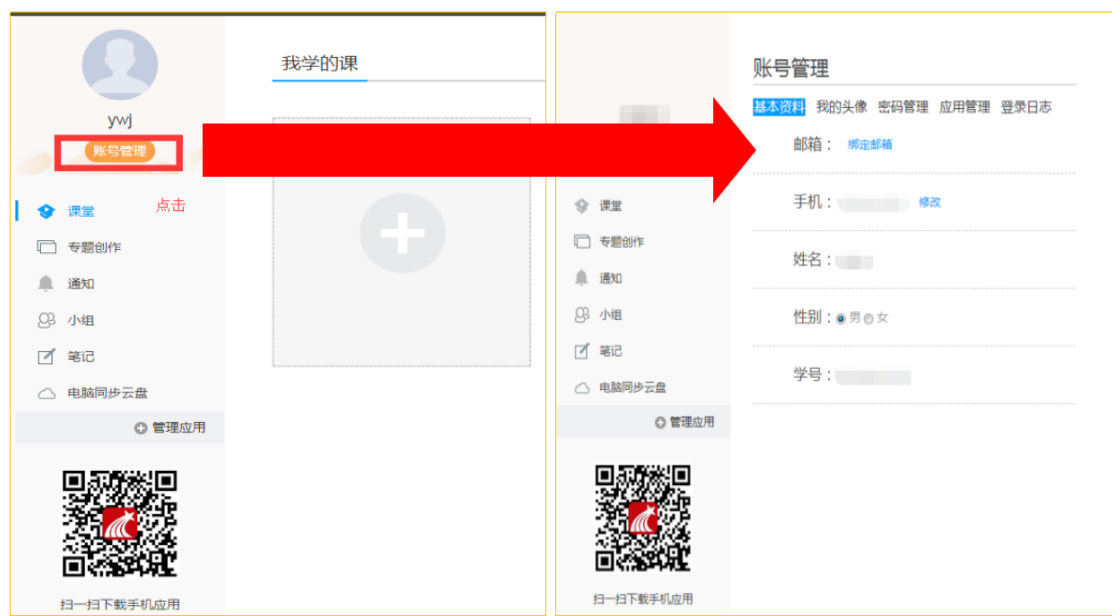 ywj
账号管理
点击
课堂
专题创作
通知
小组
笔记
电脑同步云盘
管理应用
扫一扫下载手机应用
我学的课
课堂
专题创作
通知
小组
笔记
电脑同步云盘
管理应用
扫一扫下载手机应用
账号管理
基本资料 我的头像 密码管理 应用管理 登录日志
邮箱： 绑定邮箱
手机： 修改
姓名：
性别： 男 女
学号：